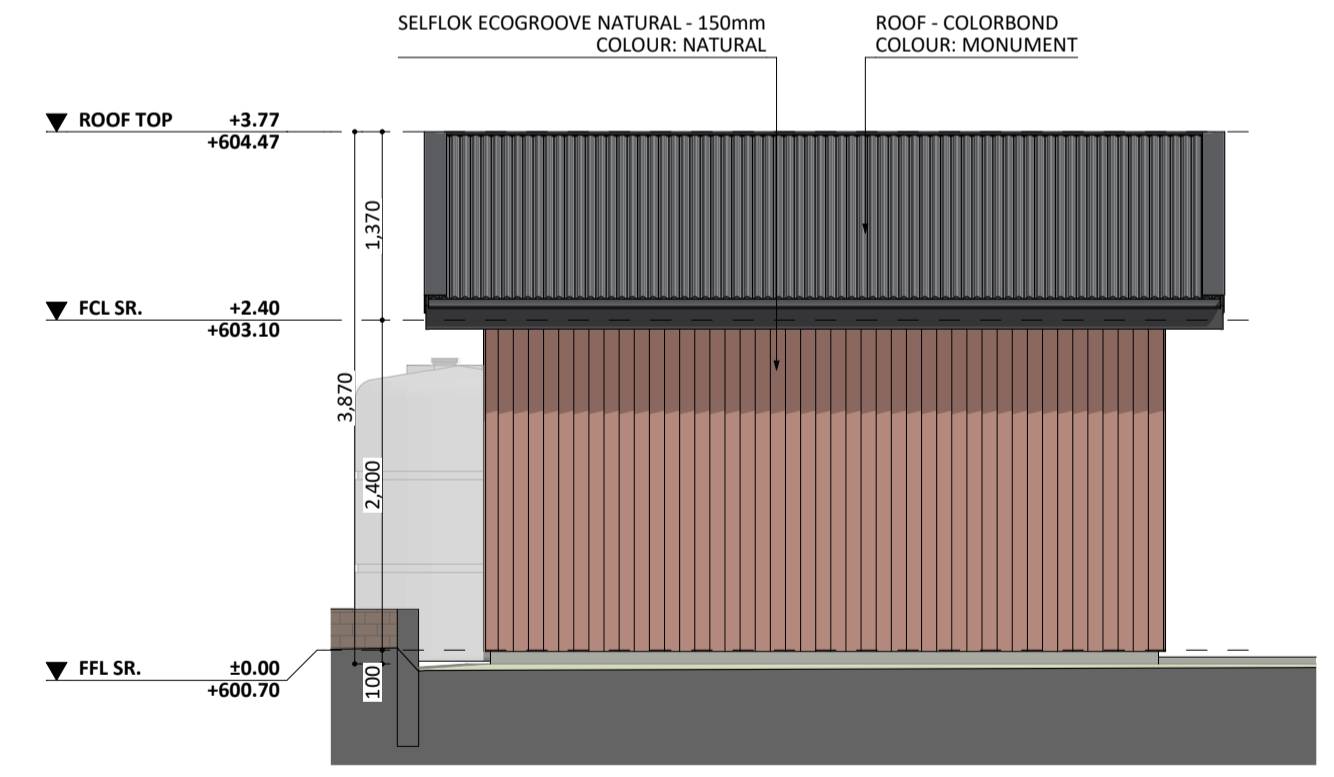 SELFLOK ECOGROOVE NATURAL - 150mm
COLOUR: NATURAL
ROOF - COLORBOND
COLOUR: MONUMENT
ROOF TOP +3.77
+604.47
1,370
FCL SR. +2.40
+603.10
3,870
2,400
FFL SR. ±0.00
+600.70
100